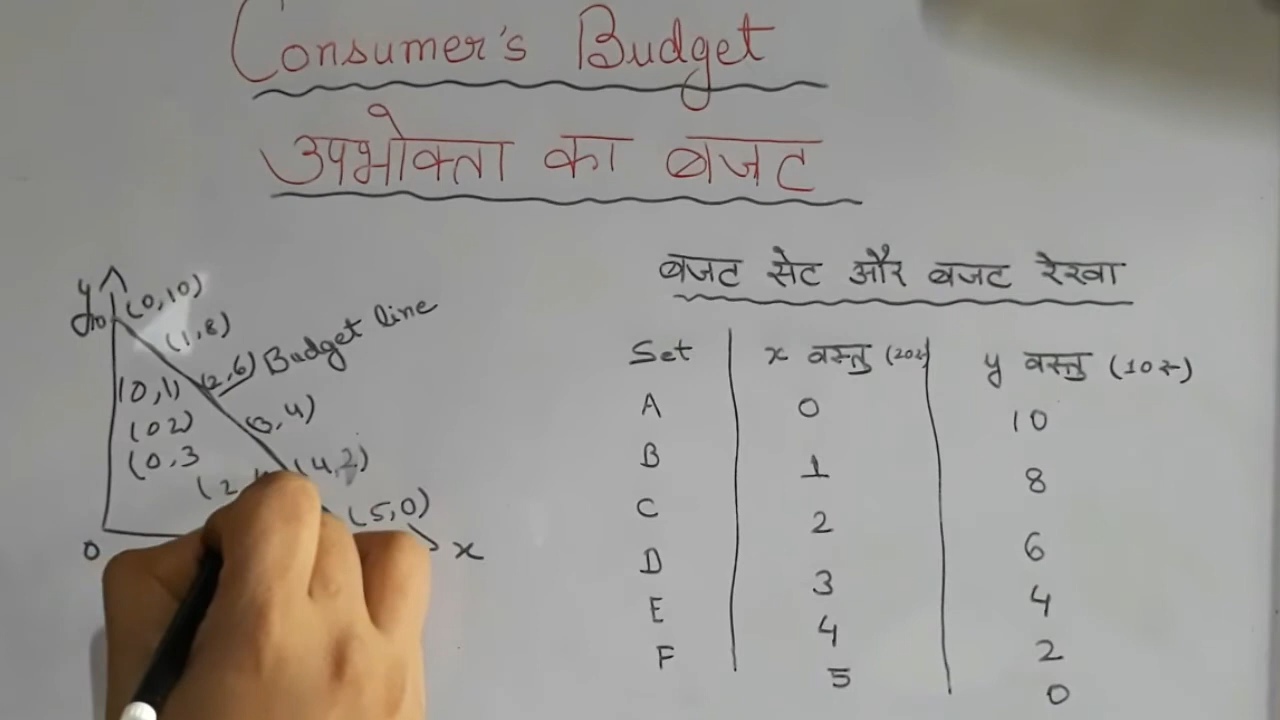 Consumer's Budget
उपभोक्ता का बजट
बजट सेट और बजट रेखा
Set x वस्तु (20रु) y वस्तु (10रु)
A 0 10
B 1 8
C 2 6
D 3 4
E 4 2
F 5 0
y
10 (0,10)
(1,8)
(2,6) Budget line
(0,1)
(3,4)
(0 2)
(0,3
(4,2)
(2,
(5,0)
0 x